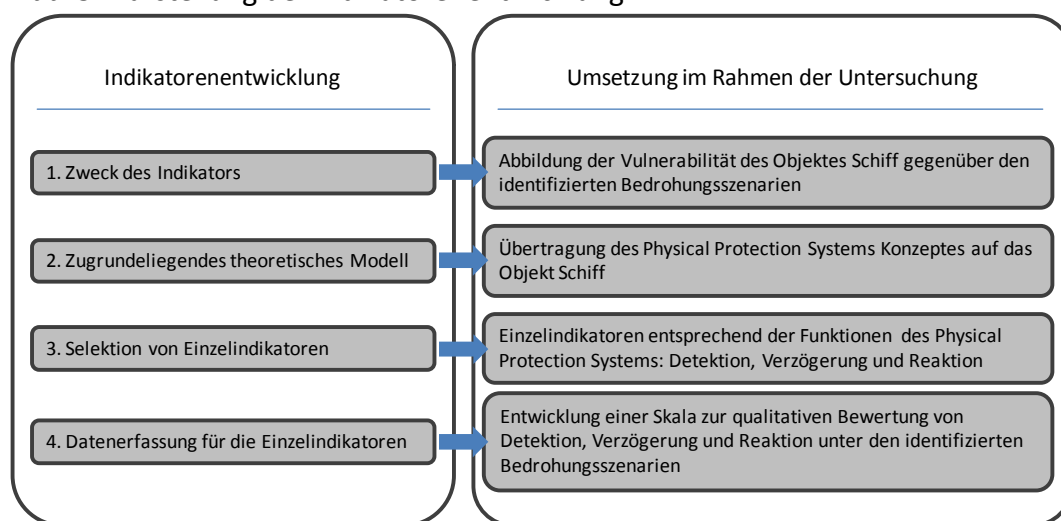 Indikatorenentwicklung
Umsetzung im Rahmen der Untersuchung
1. Zweck des Indikators
Abbildung der Vulnerabilität des Objektes Schiff gegenüber den
identifizierten Bedrohungsszenarien
2. Zugrundeliegendes theoretisches Modell
Übertragung des Physical Protection Systems Konzeptes auf das
Objekt Schiff
3. Selektion von Einzelindikatoren
Einzelindikatoren entsprechend der Funktionen des Physical
Protection Systems: Detektion, Verzögerung und Reaktion
4. Datenerfassung für die Einzelindikatoren
Entwicklung einer Skala zur qualitativen Bewertung von
Detektion, Verzögerung und Reaktion unter den identifizierten
Bedrohungsszenarien